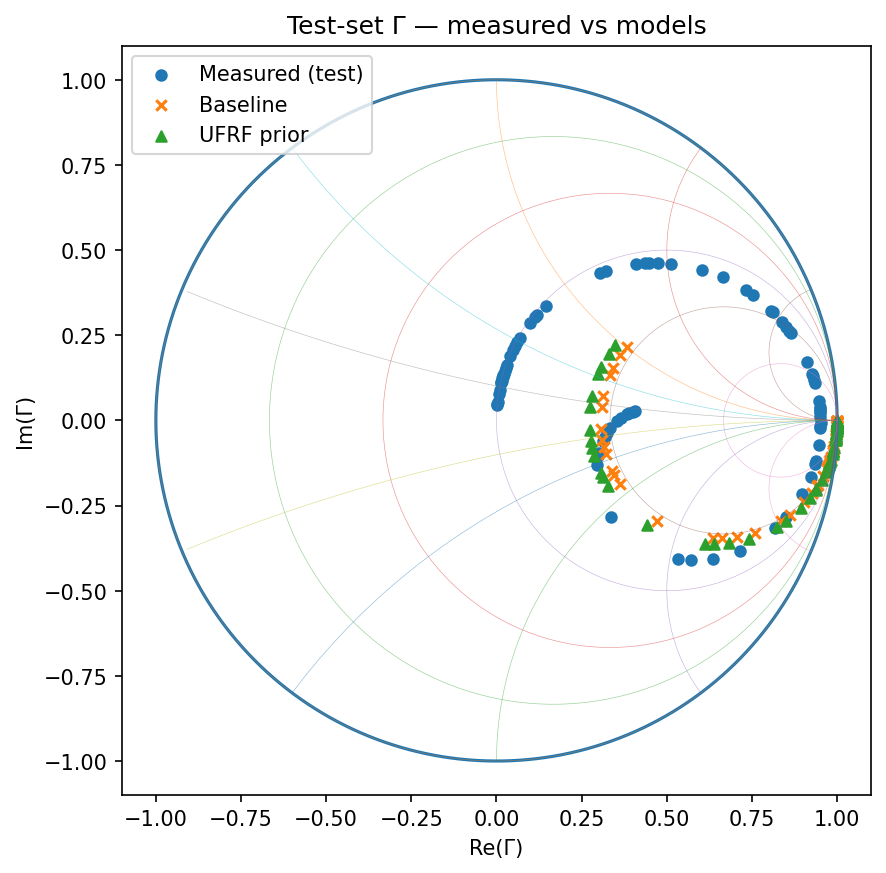 Test-set Γ — measured vs models
Measured (test)
Baseline
UFRF prior
1.00
0.75
0.50
0.25
0.00
−0.25
−0.50
−0.75
−1.00
Im(Γ)
−1.00 −0.75 −0.50 −0.25 0.00 0.25 0.50 0.75 1.00
Re(Γ)